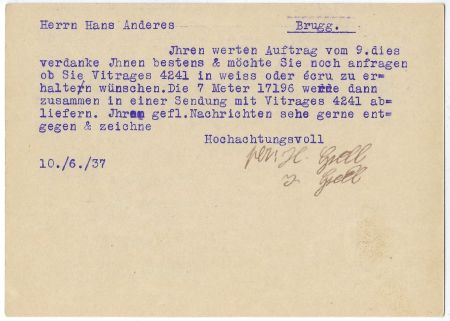 Herrn Hans Anderes Brugg.
Jhren werten Auftrag vom 9.dies
verdanke Jhnen bestens & möchte Sie noch anfragen
ob Sie Vitrages 4241 in weiss oder écru zu er=
halten wünschen.Die 7 Meter 17196 werde dann
zusammen in einer Sendung mit Vitrages 4241 ab=
liefern. Jhren gefl.Nachrichten sehe gerne ent=
gegen & zeichne
Hochachtungsvoll
10./6./37